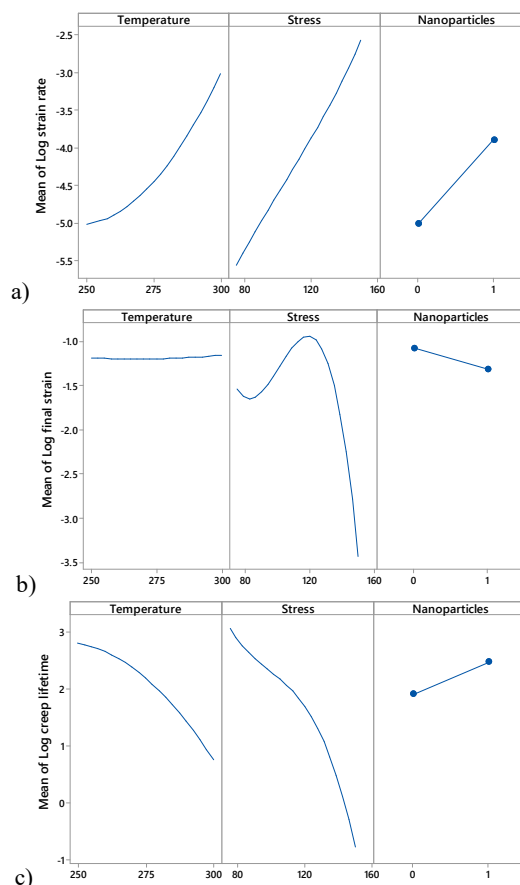 Temperature Stress Nanoparticles
-2.5
-3.0
-3.5
-4.0
-4.5
-5.0
5.5
Mean of Log strain rate
250 275 300 80 120 160 0 1
a)
Temperature Stress Nanoparticles
-1.0
-1.5
-2.0
-2.5
-3.0
-3.5
Mean of Log final strain
250 275 300 80 120 160 0 1
b)
Temperature Stress Nanoparticles
3
2
1
0
-1
Mean of Log creep lifetime
250 275 300 80 120 160 0 1
c)